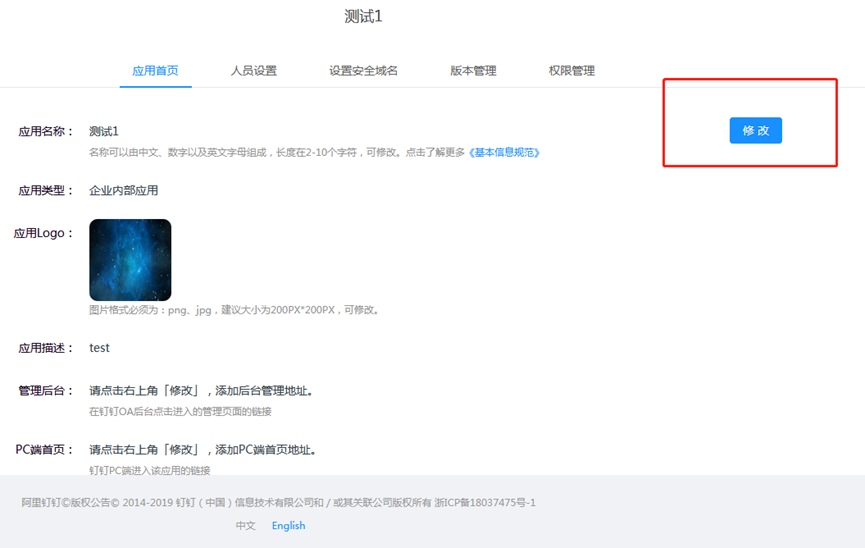 测试1
应用首页 人员设置 设置安全域名 版本管理 权限管理
应用名称： 测试1 修 改
名称可以由中文、数字以及英文字母组成，长度在2-10个字符，可修改。点击了解更多《基本信息规范》
应用类型： 企业内部应用
应用Logo：
图片格式必须为：png、jpg，建议大小为200PX*200PX，可修改。
应用描述： test
管理后台： 请点击右上角「修改」，添加后台管理地址。
在钉钉OA后台点击进入的管理页面的链接
PC端首页： 请点击右上角「修改」，添加PC端首页地址。
钉钉PC端进入该应用的链接
阿里钉钉©版权公告© 2014-2019 钉钉（中国）信息技术有限公司和 / 或其关联公司版权所有 浙ICP备18037475号-1
中文 English